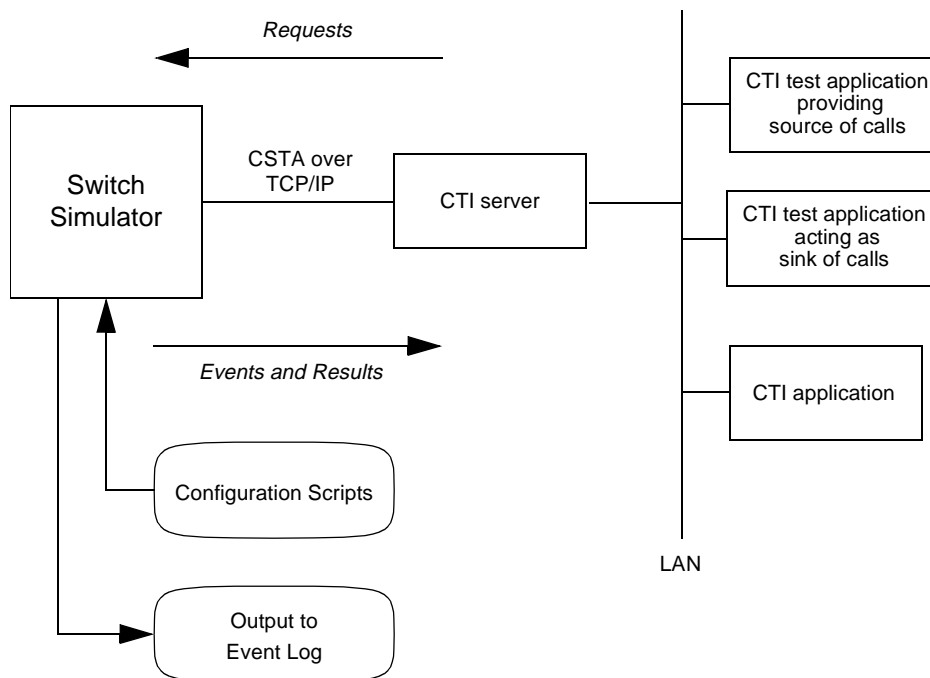 Requests
CTI test application
providing
source of calls
CSTA over
TCP/IP
Switch
Simulator
CTI server
CTI test application
acting as
sink of calls
Events and Results
CTI application
Configuration Scripts
LAN
Output to
Event Log